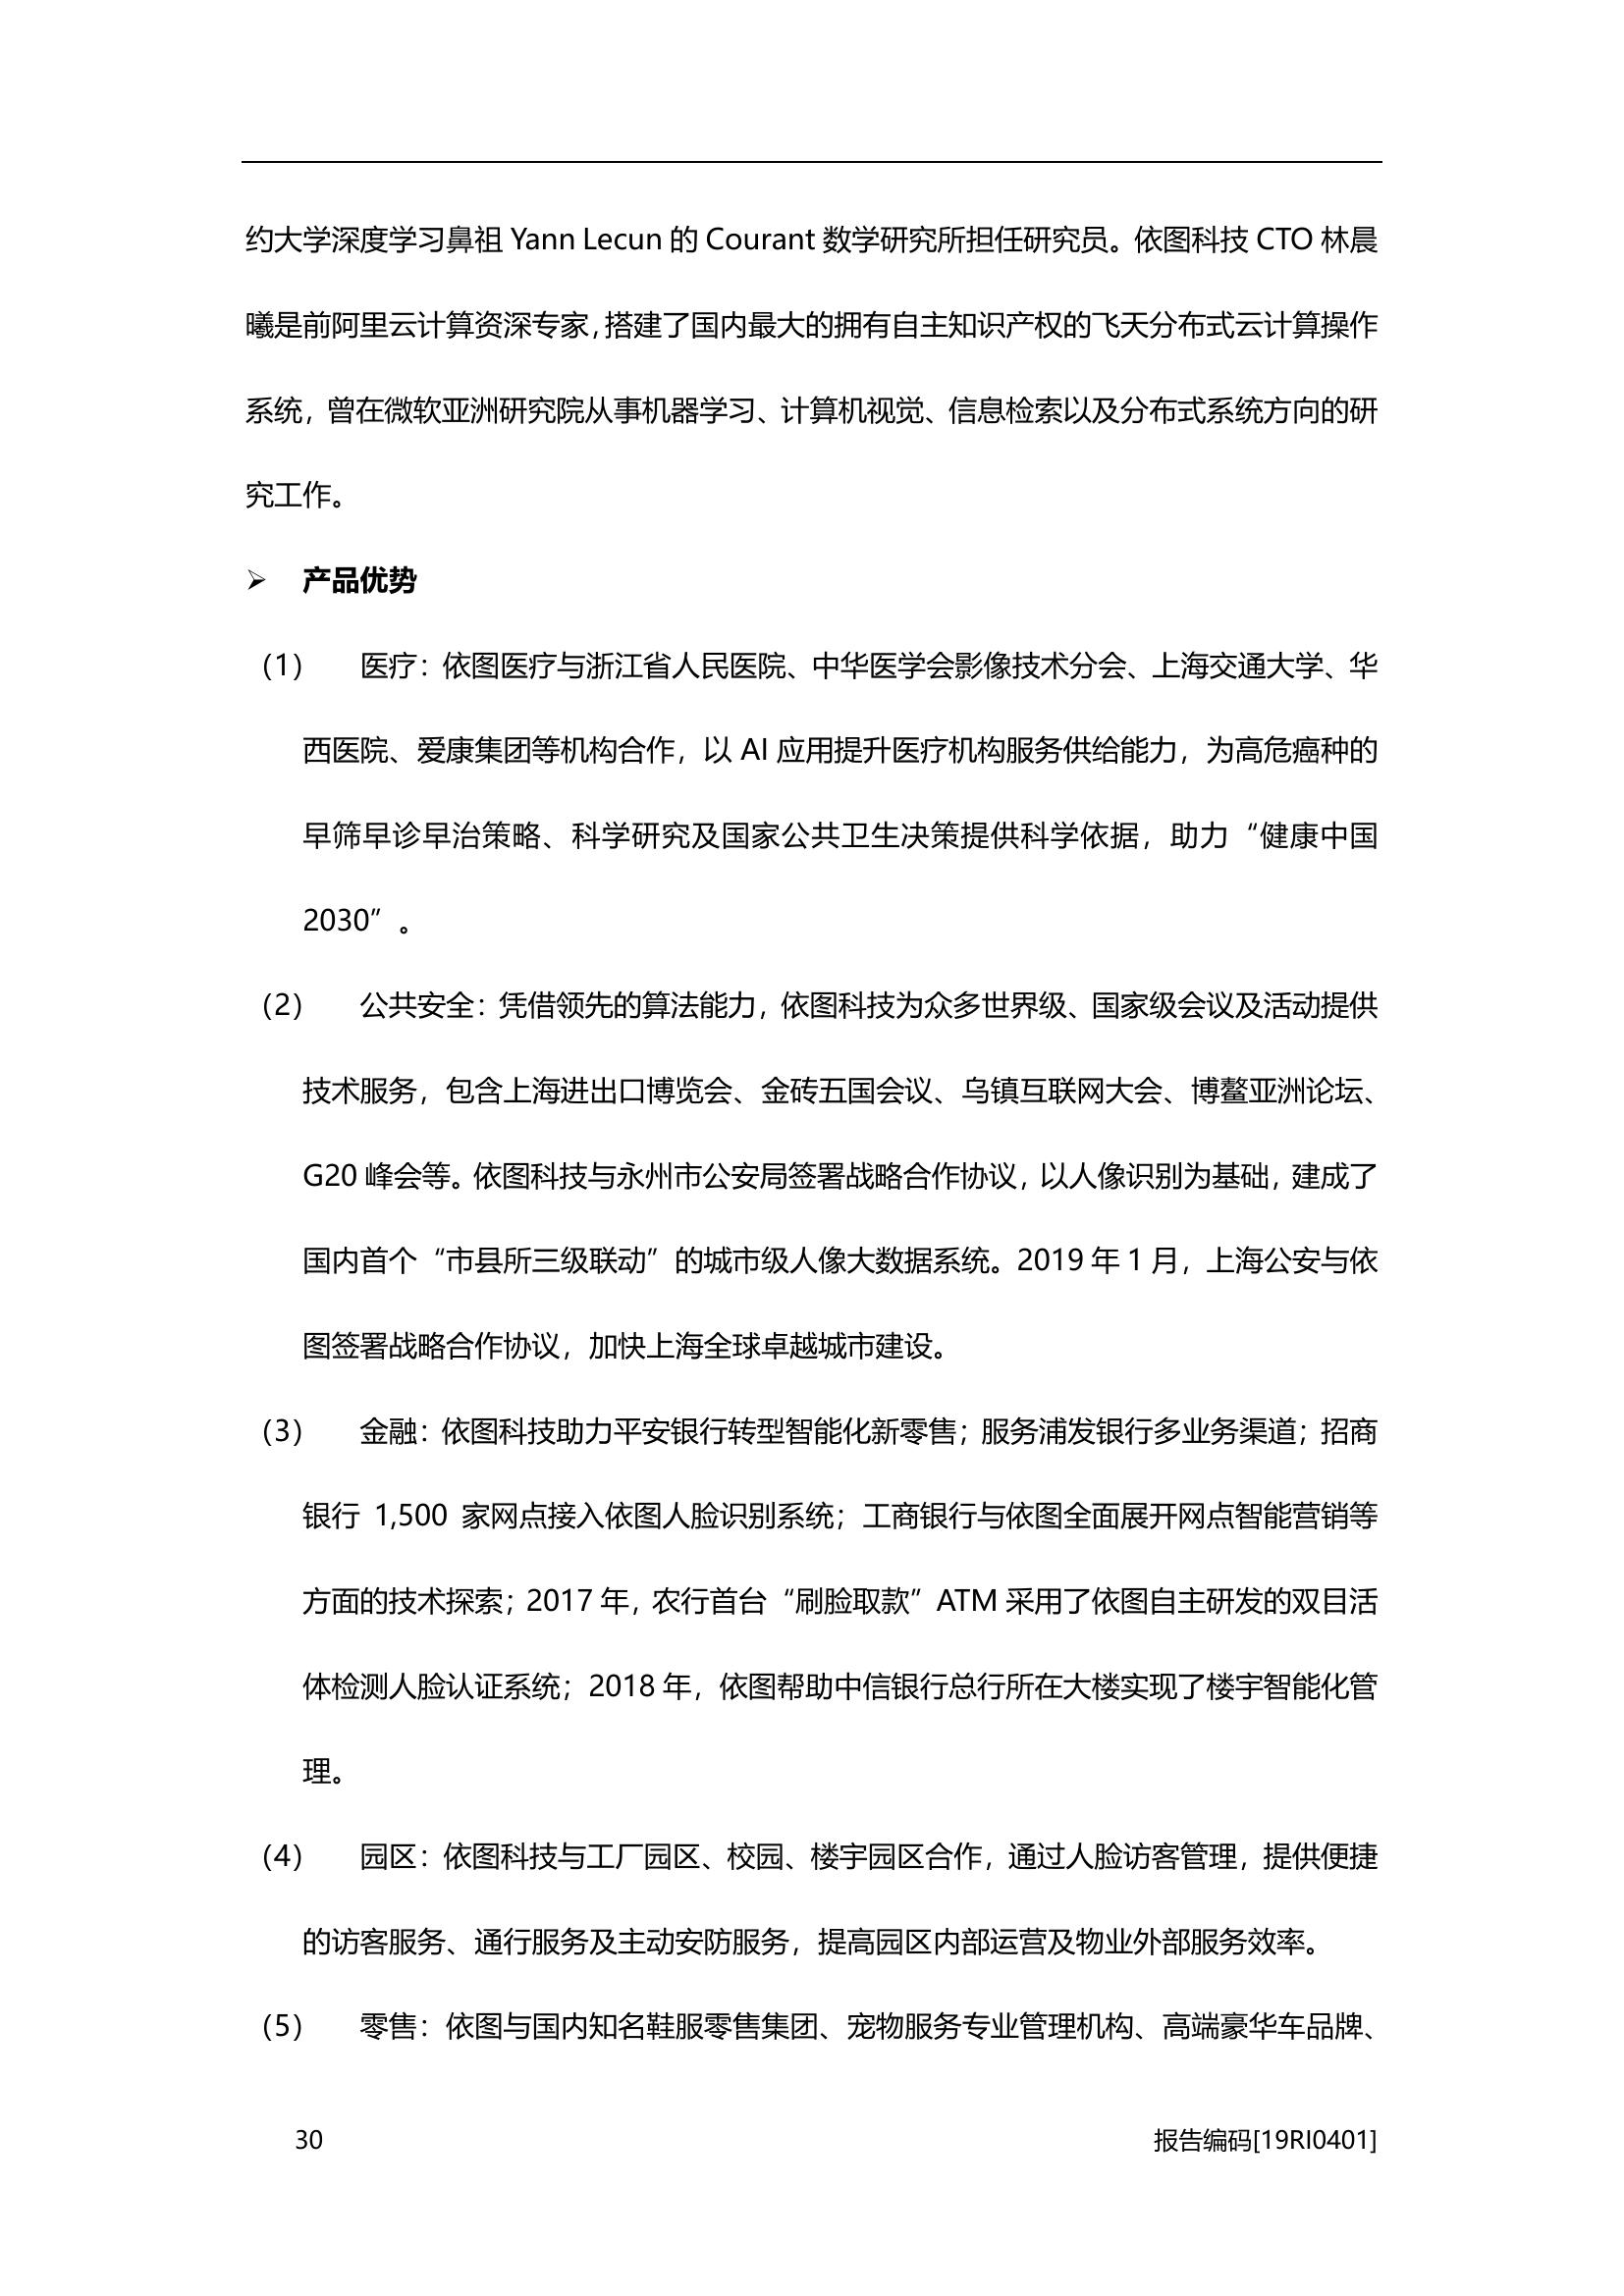 约大学深度学习鼻祖 Yann Lecun 的 Courant 数学研究所担任研究员。依图科技 CTO 林晨
曦是前阿里云计算资深专家，搭建了国内最大的拥有自主知识产权的飞天分布式云计算操作
系统，曾在微软亚洲研究院从事机器学习、计算机视觉、信息检索以及分布式系统方向的研
究工作。
➢ 产品优势
（1） 医疗：依图医疗与浙江省人民医院、中华医学会影像技术分会、上海交通大学、华
西医院、爱康集团等机构合作，以 AI 应用提升医疗机构服务供给能力，为高危癌种的
早筛早诊早治策略、科学研究及国家公共卫生决策提供科学依据，助力“健康中国
2030”。
（2） 公共安全：凭借领先的算法能力，依图科技为众多世界级、国家级会议及活动提供
技术服务，包含上海进出口博览会、金砖五国会议、乌镇互联网大会、博鳌亚洲论坛、
G20 峰会等。依图科技与永州市公安局签署战略合作协议，以人像识别为基础，建成了
国内首个“市县所三级联动”的城市级人像大数据系统。2019 年 1 月，上海公安与依
图签署战略合作协议，加快上海全球卓越城市建设。
（3） 金融：依图科技助力平安银行转型智能化新零售；服务浦发银行多业务渠道；招商
银行 1,500 家网点接入依图人脸识别系统；工商银行与依图全面展开网点智能营销等
方面的技术探索；2017 年，农行首台“刷脸取款”ATM 采用了依图自主研发的双目活
体检测人脸认证系统；2018 年，依图帮助中信银行总行所在大楼实现了楼宇智能化管
理。
（4） 园区：依图科技与工厂园区、校园、楼宇园区合作，通过人脸访客管理，提供便捷
的访客服务、通行服务及主动安防服务，提高园区内部运营及物业外部服务效率。
（5） 零售：依图与国内知名鞋服零售集团、宠物服务专业管理机构、高端豪华车品牌、
30 报告编码[19RI0401]